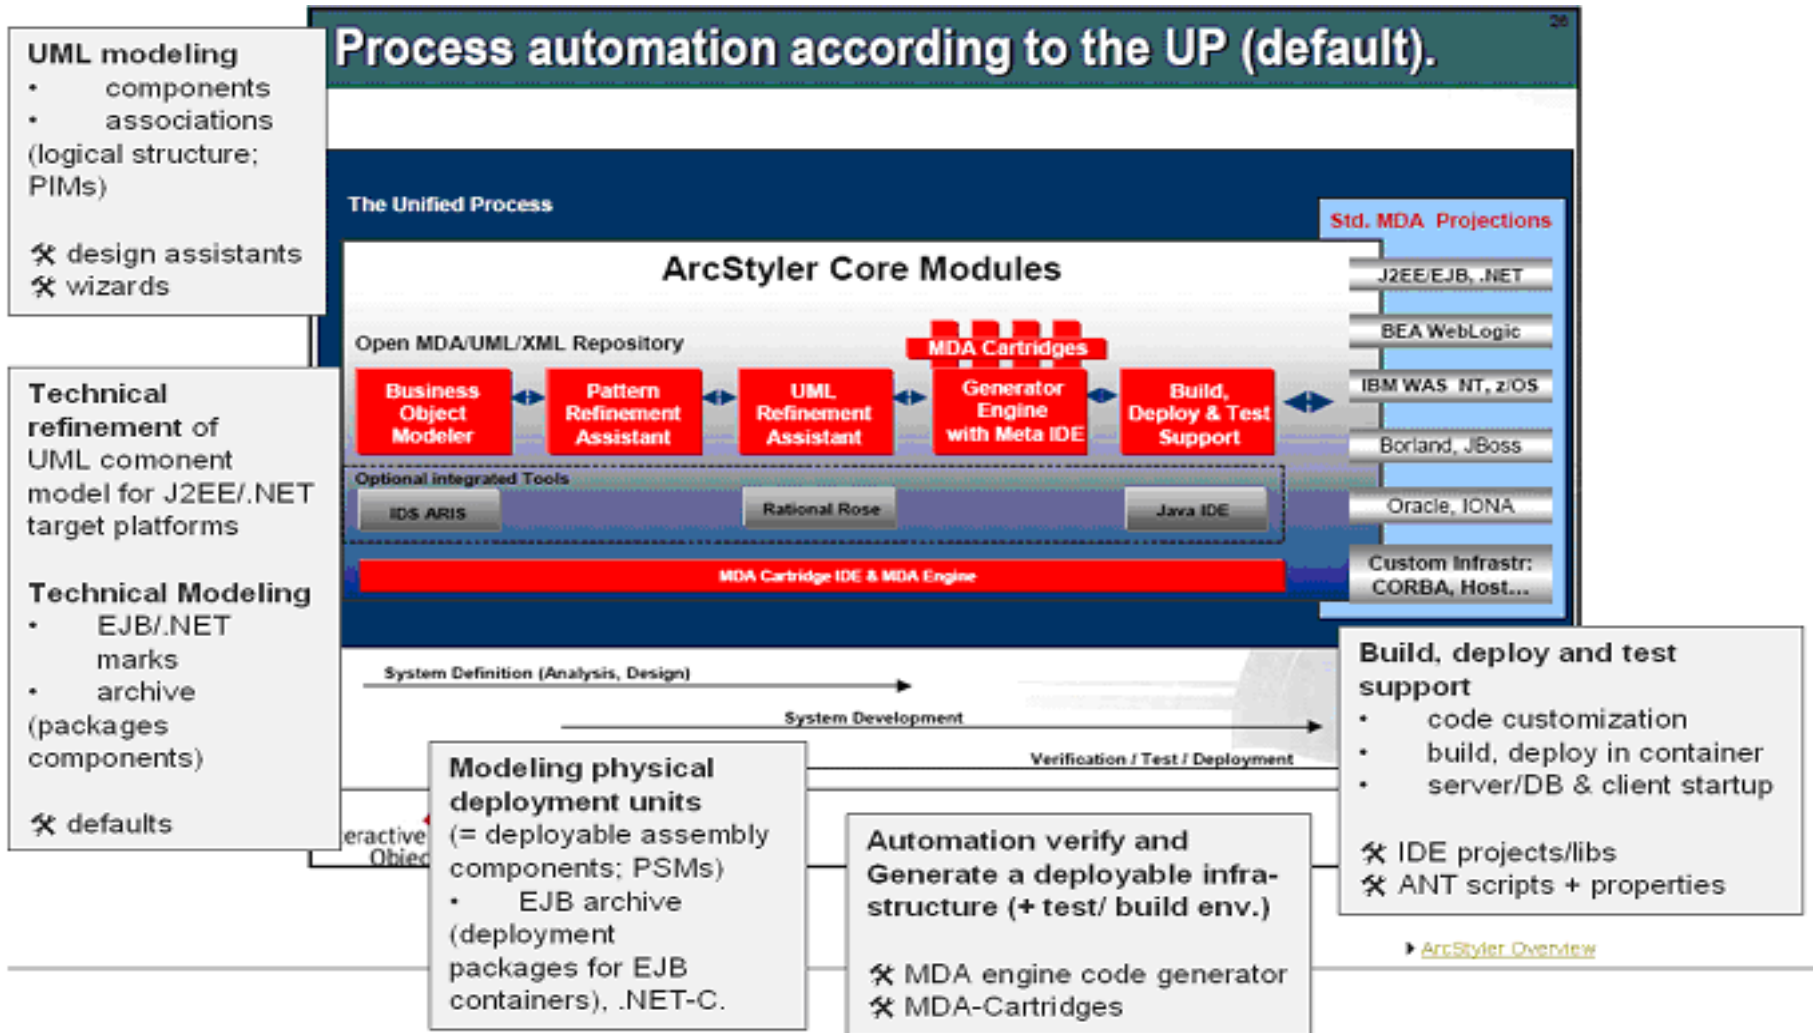 26
Process automation according to the UP (default).
UML modeling
• components
• associations
(logical structure;
PIMs)
🛠 design assistants
🛠 wizards
Technical
refinement of
UML comonent
model for J2EE/.NET
target platforms
Technical Modeling
• EJB/.NET
marks
• archive
(packages
components)
🛠 defaults
The Unified Process
ArcStyler Core Modules
Open MDA/UML/XML Repository
MDA Cartridges
Business
Object
Modeler
Pattern
Refinement
Assistant
UML
Refinement
Assistant
Generator
Engine
with Meta IDE
Build,
Deploy & Test
Support
Optional integrated Tools
IDS ARIS
Rational Rose
Java IDE
MDA Cartridge IDE & MDA Engine
Std. MDA Projections
J2EE/EJB, .NET
BEA WebLogic
IBM WAS NT, z/OS
Borland, JBoss
Oracle, IONA
Custom Infrastr:
CORBA, Host...
System Definition (Analysis, Design)
System Development
Verification / Test / Deployment
eractive
Objec
Modeling physical
deployment units
(= deployable assembly
components; PSMs)
• EJB archive
(deployment
packages for EJB
containers), .NET-C.
Automation verify and
Generate a deployable infra-
structure (+ test/ build env.)
🛠 MDA engine code generator
🛠 MDA-Cartridges
Build, deploy and test
support
• code customization
• build, deploy in container
• server/DB & client startup
🛠 IDE projects/libs
🛠 ANT scripts + properties
ArcStyler Overview